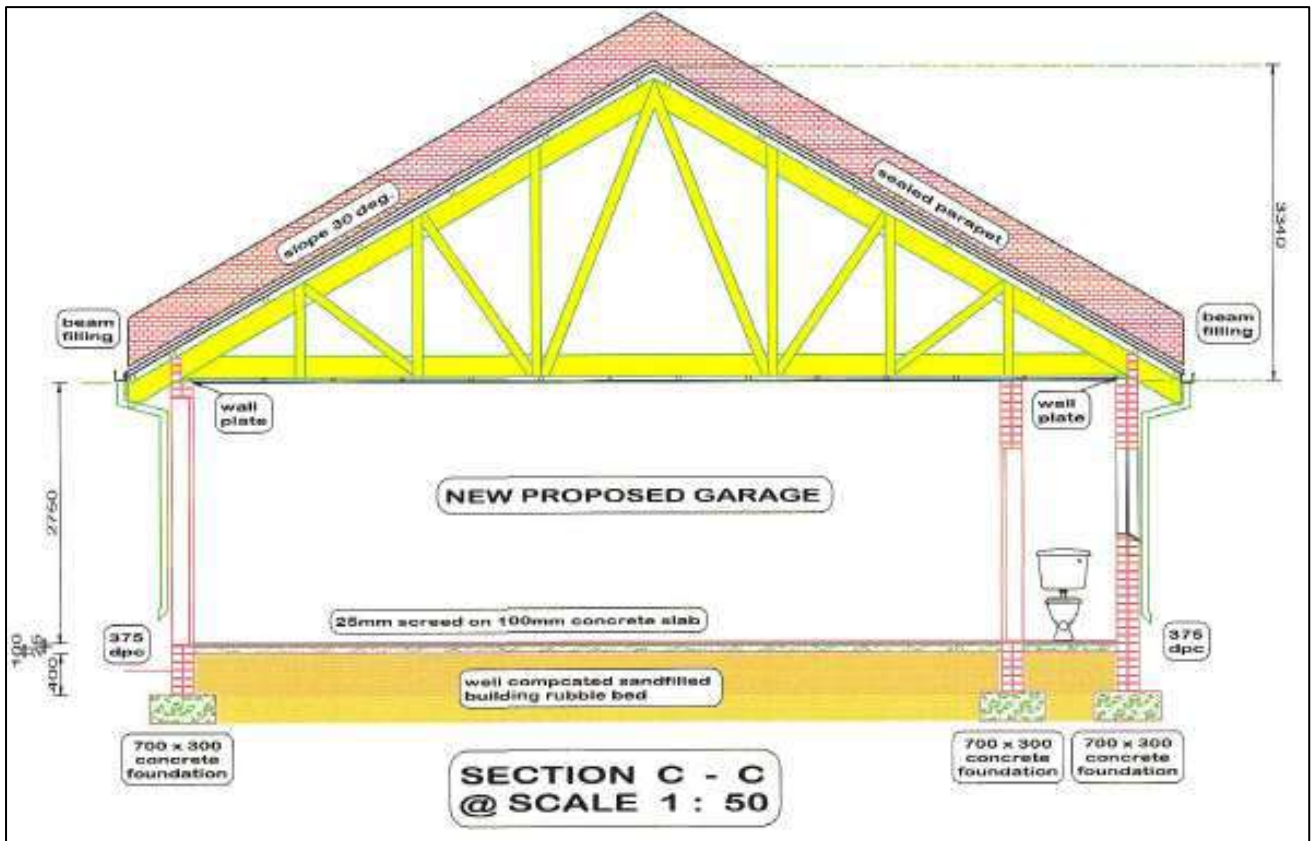 slope 30 deg.
sealed parapet
3340
beam
filling
beam
filling
wall
plate
wall
plate
2750
NEW PROPOSED GARAGE
25mm screed on 100mm concrete slab
375
dpc
375
dpc
100
25
400
well compcated sandfilled
building rubble bed
700 x 300
concrete
foundation
700 x 300
concrete
foundation
700 x 300
concrete
foundation
SECTION C - C
@ SCALE 1 : 50